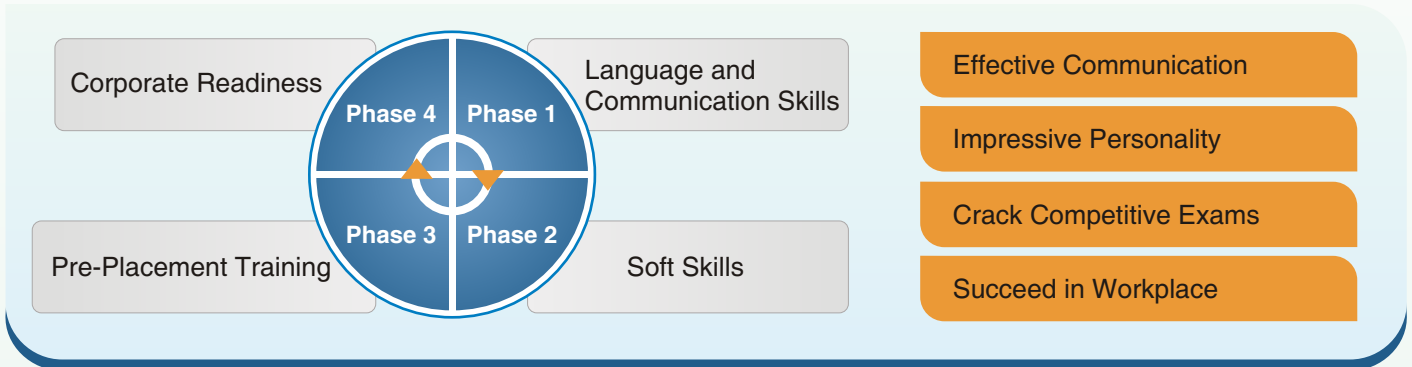 Corporate Readiness
Phase 4
Phase 1
Language and
Communication Skills
Pre-Placement Training
Phase 3
Phase 2
Soft Skills
Effective Communication
Impressive Personality
Crack Competitive Exams
Succeed in Workplace